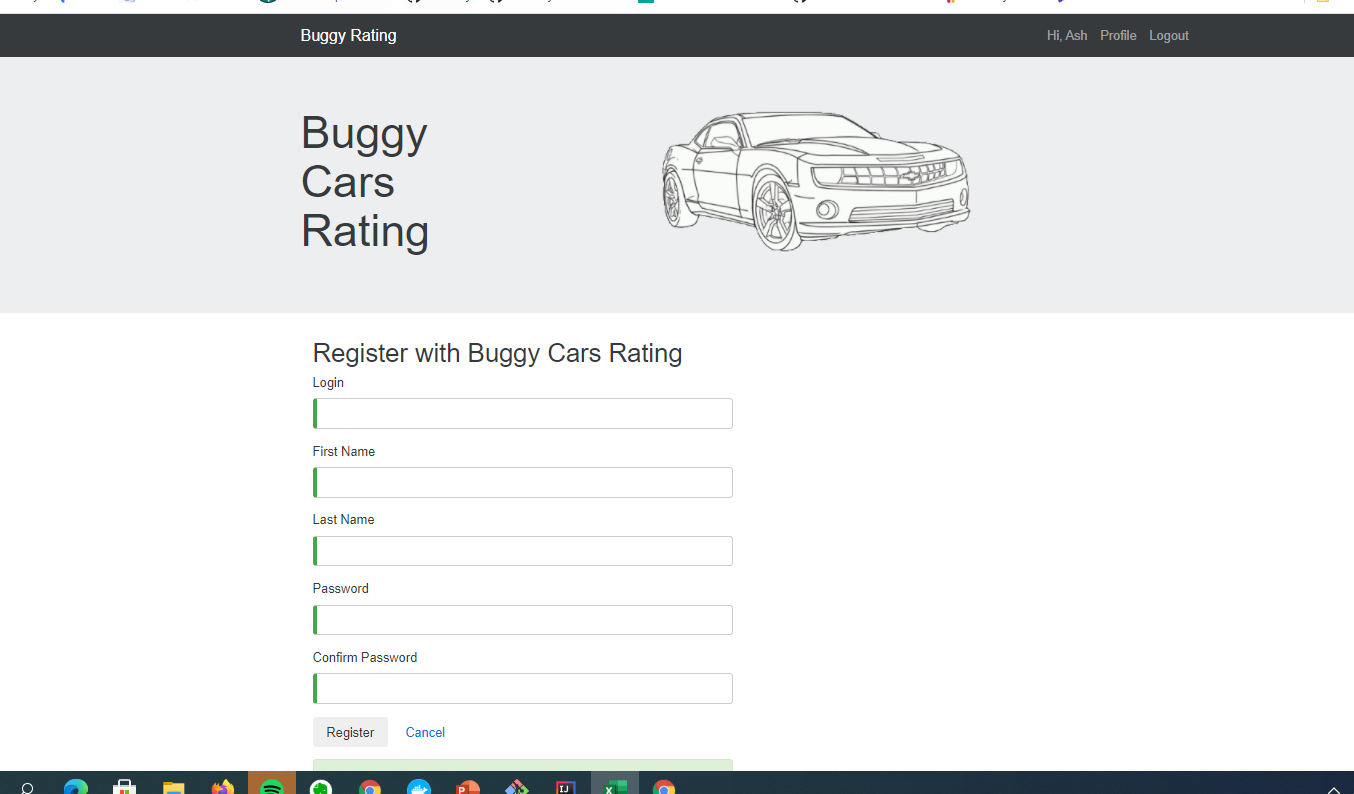 Buggy Rating
Hi, Ash Profile Logout
Buggy
Cars
Rating
Register with Buggy Cars Rating
Login
First Name
Last Name
Password
Confirm Password
Register Cancel